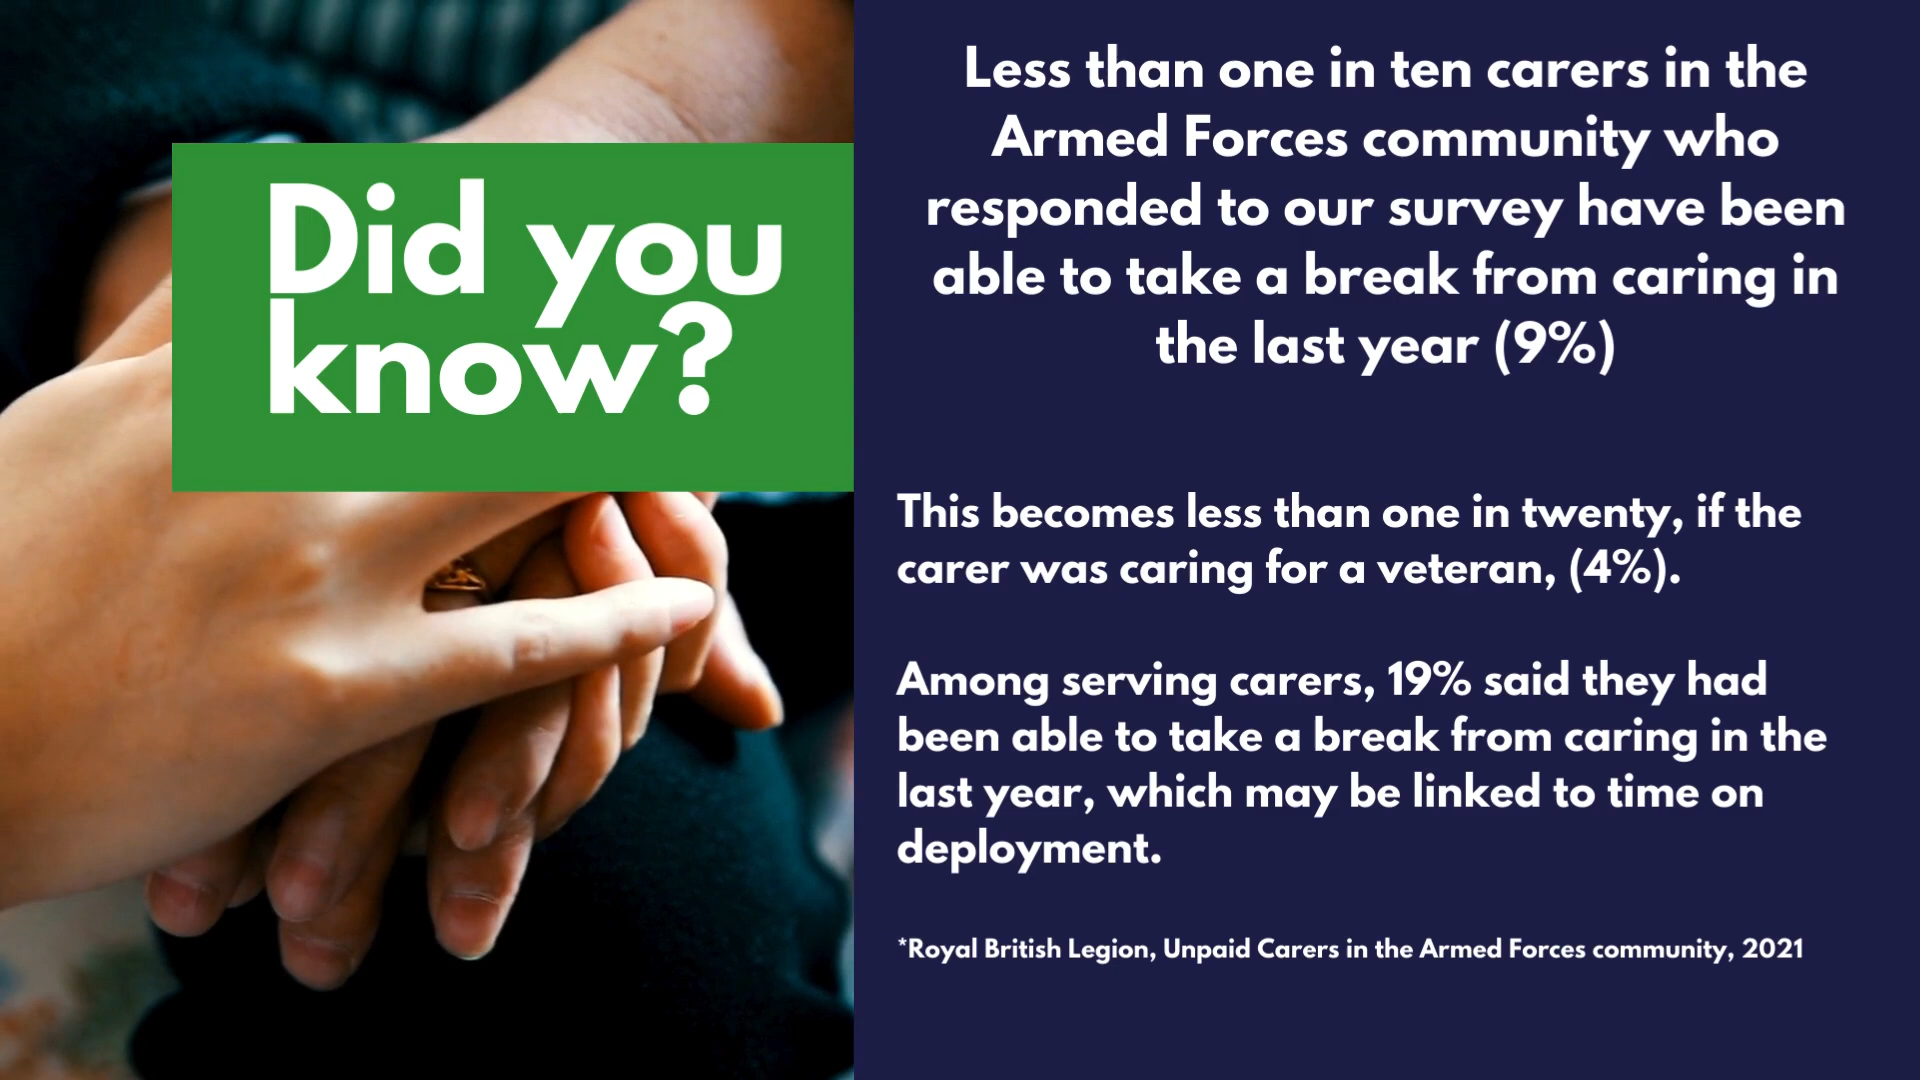 Did you
know?
Less than one in ten carers in the
Armed Forces community who
responded to our survey have been
able to take a break from caring in
the last year (9%)
This becomes less than one in twenty, if the
carer was caring for a veteran, (4%).
Among serving carers, 19% said they had
been able to take a break from caring in the
last year, which may be linked to time on
deployment.
*Royal British Legion, Unpaid Carers in the Armed Forces community, 2021